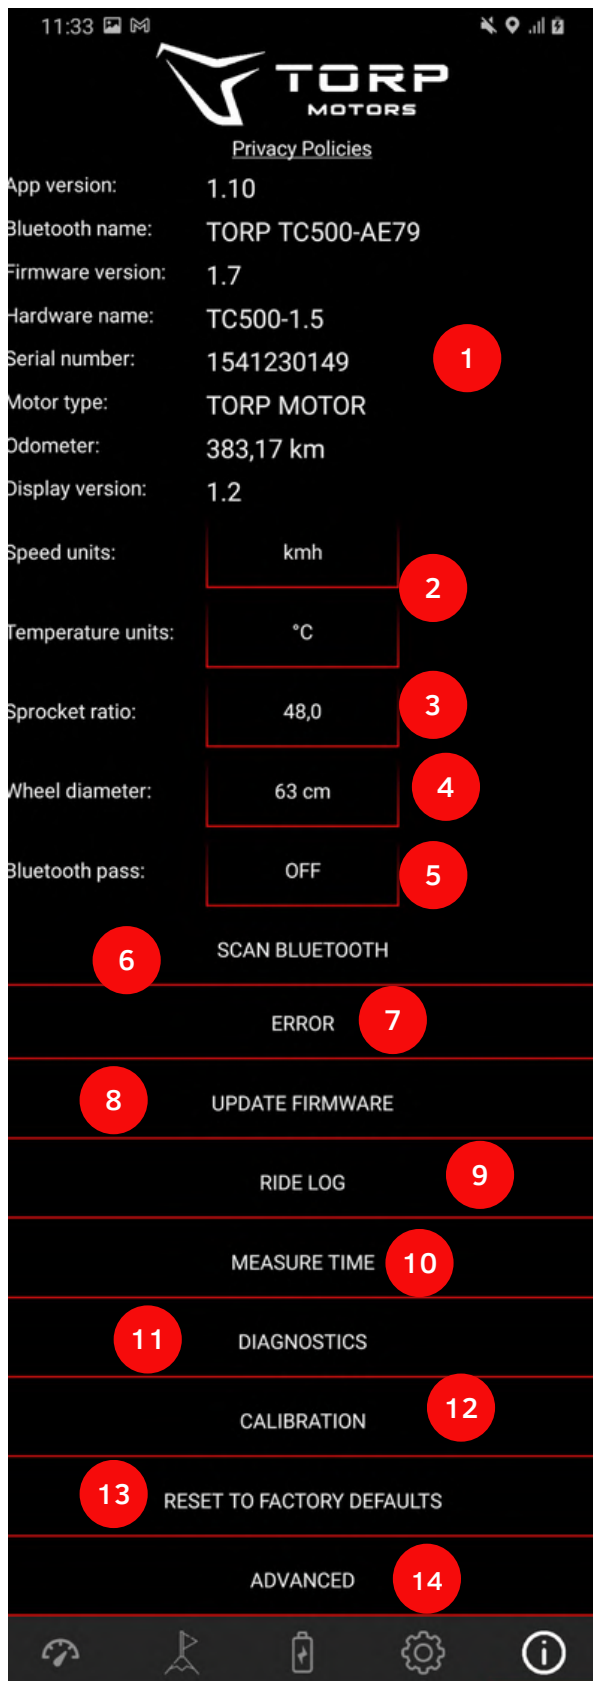 11:33
TORP
MOTORS
Privacy Policies
App version: 1.10
Bluetooth name: TORP TC500-AE79
Firmware version: 1.7
Hardware name: TC500-1.5
Serial number: 1541230149
1
Motor type: TORP MOTOR
Odometer: 383,17 km
Display version: 1.2
Speed units: kmh
2
Temperature units: °C
Sprocket ratio: 48,0
3
Wheel diameter: 63 cm
4
Bluetooth pass: OFF
5
SCAN BLUETOOTH
6
ERROR
7
UPDATE FIRMWARE
8
RIDE LOG
9
MEASURE TIME
10
DIAGNOSTICS
11
CALIBRATION
12
RESET TO FACTORY DEFAULTS
13
ADVANCED
14